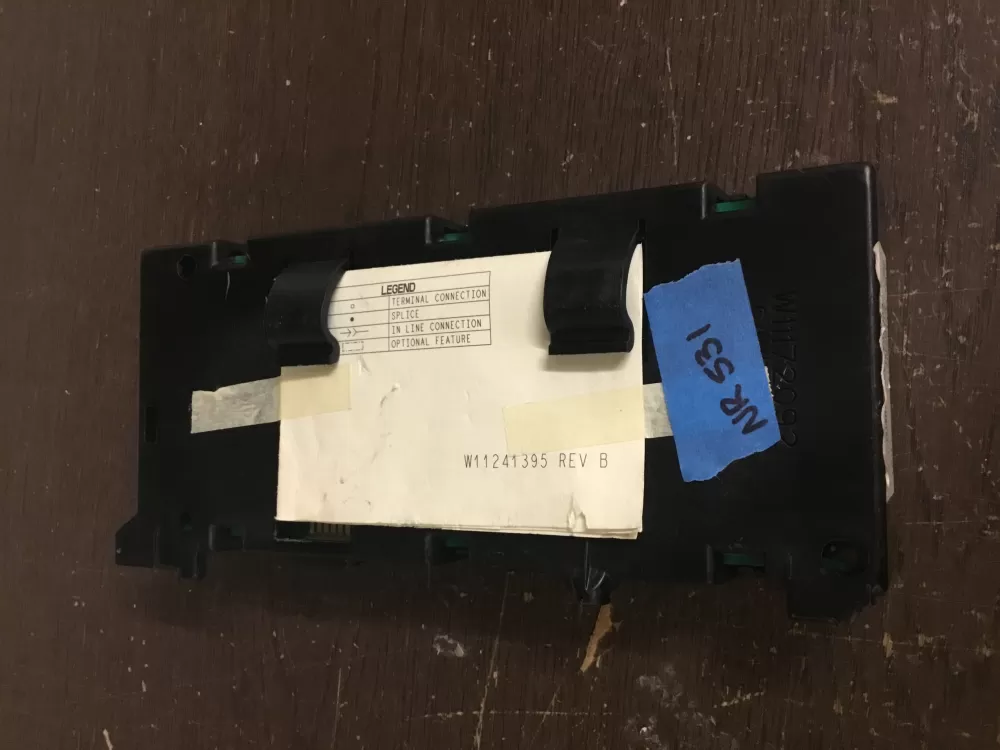 LEGEND
TERMINAL CONNECTION
SPLICE
IN LINE CONNECTION
OPTIONAL FEATURE
W11241395 REV B
NR 531